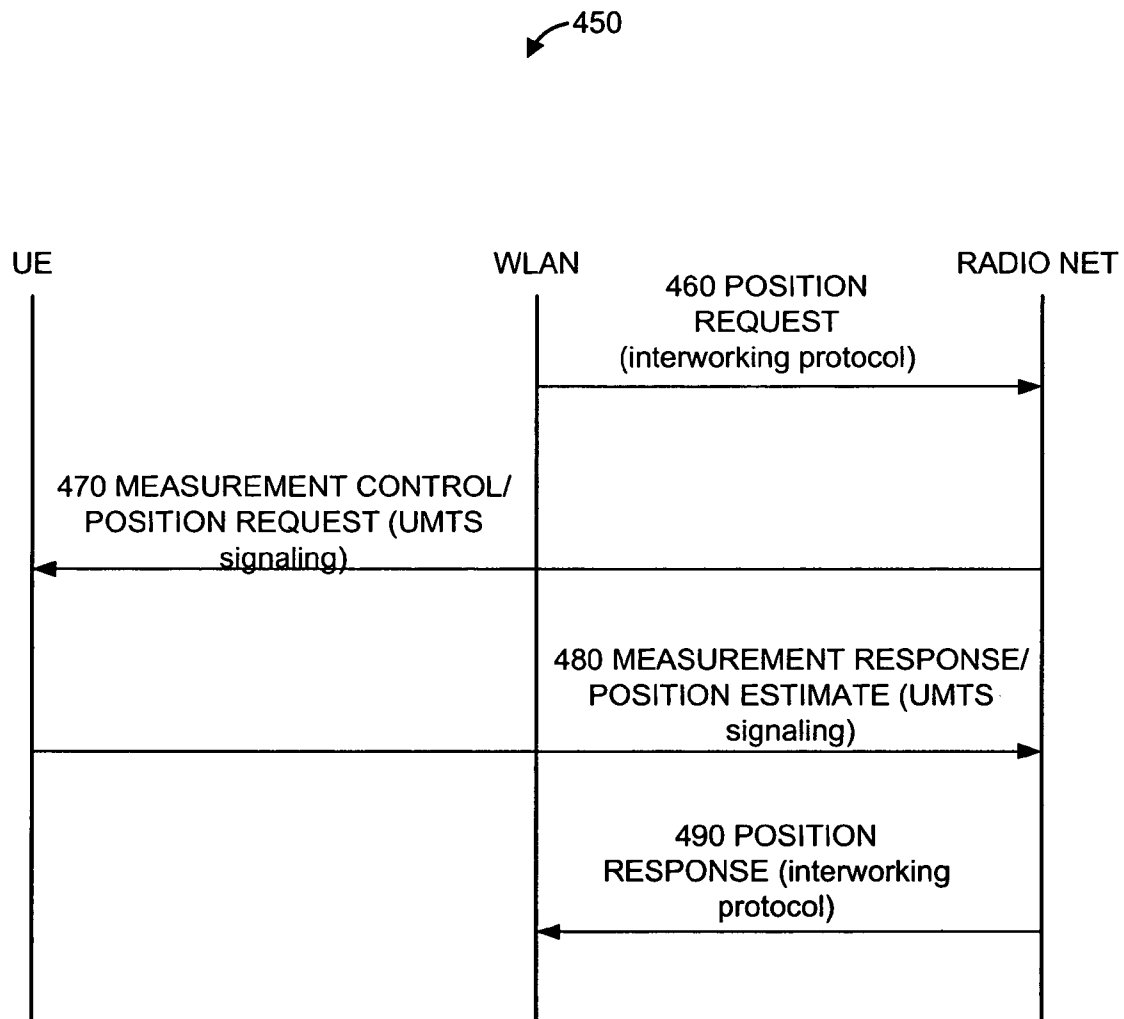 450
UE
WLAN
RADIO NET
460 POSITION
REQUEST
(interworking protocol)
470 MEASUREMENT CONTROL/
POSITION REQUEST (UMTS
signaling)
480 MEASUREMENT RESPONSE/
POSITION ESTIMATE (UMTS
signaling)
490 POSITION
RESPONSE (interworking
protocol)